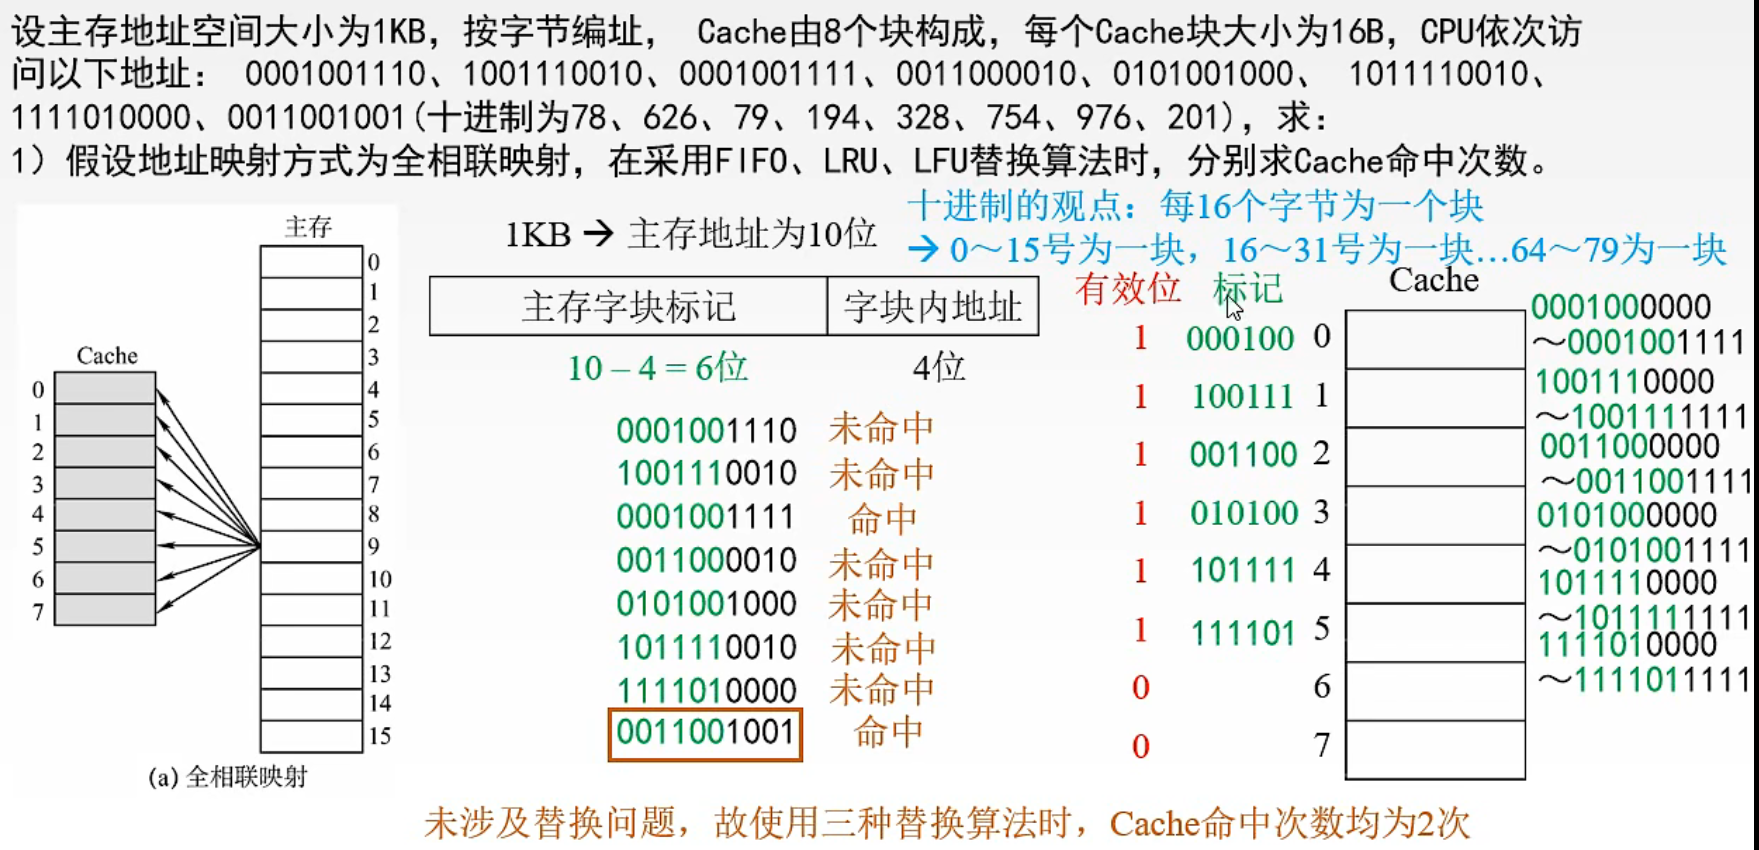 设主存地址空间大小为1KB，按字节编址， Cache由8个块构成，每个Cache块大小为16B，CPU依次访
问以下地址： 0001001110、1001110010、0001001111、0011000010、0101001000、 1011110010、
1111010000、0011001001(十进制为78、626、79、194、328、754、976、201)，求：
1）假设地址映射方式为全相联映射，在采用FIFO、LRU、LFU替换算法时，分别求Cache命中次数。
十进制的观点：每16个字节为一个块
→ 0～15号为一块，16～31号为一块…64～79为一块
1KB → 主存地址为10位
主存字块标记 字块内地址
10 – 4 = 6位 4位
0001001110 未命中
1001110010 未命中
0001001111 命中
0011000010 未命中
0101001000 未命中
1011110010 未命中
1111010000 未命中
0011001001 命中
主存
0
1
2
3
4
5
6
7
8
9
10
11
12
13
14
15
Cache
0
1
2
3
4
5
6
7
(a) 全相联映射
有效位 标记 Cache
1 000100 0
1 100111 1
1 001100 2
1 010100 3
1 101111 4
1 111101 5
0 6
0 7
0001000000
～0001001111
1001110000
～1001111111
0011000000
～0011001111
0101000000
～0101001111
1011110000
～1011111111
1111010000
～1111011111
未涉及替换问题，故使用三种替换算法时，Cache命中次数均为2次